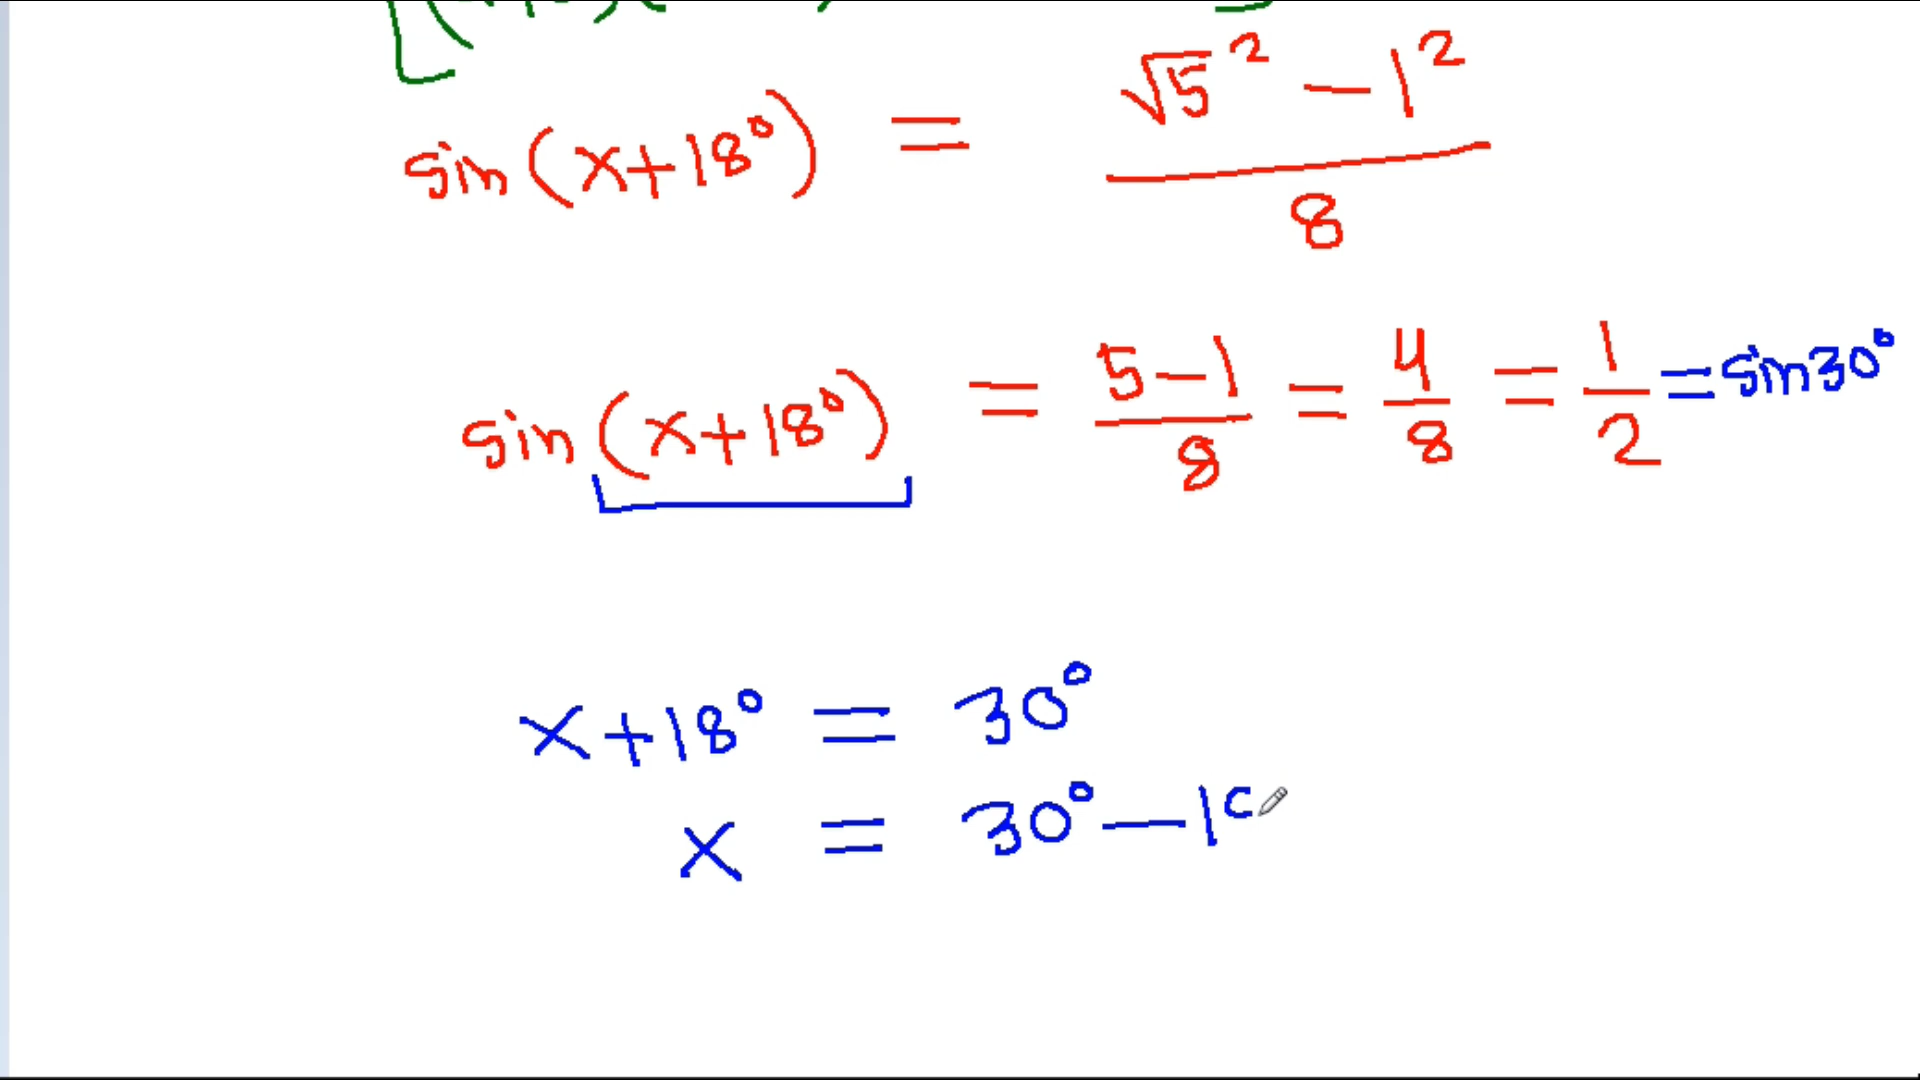 sin(x+18°) = (√5² - 1²)/8
sin(x+18°) = (5-1)/8 = 4/8 = 1/2 = sin30°
x+18° = 30°
x = 30° - 1